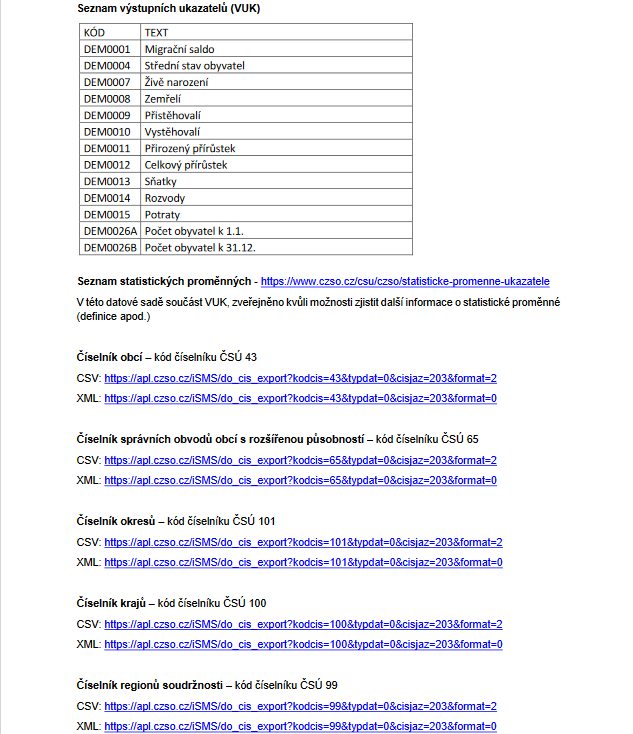 Seznam výstupních ukazatelů (VUK)
KÓD TEXT
DEM0001 Migrační saldo
DEM0004 Střední stav obyvatel
DEM0007 Živě narození
DEM0008 Zemřelí
DEM0009 Přistěhovalí
DEM0010 Vystěhovalí
DEM0011 Přirozený přírůstek
DEM0012 Celkový přírůstek
DEM0013 Sňatky
DEM0014 Rozvody
DEM0015 Potraty
DEM0026A Počet obyvatel k 1.1.
DEM0026B Počet obyvatel k 31.12.
Seznam statistických proměnných - https://www.czso.cz/csu/czso/statisticke-promenne-ukazatele
V této datové sadě součást VUK, zveřejněno kvůli možnosti zjistit další informace o statistické proměnné
(definice apod.)
Číselník obcí – kód číselníku ČSÚ 43
CSV: https://apl.czso.cz/iSMS/do_cis_export?kodcis=43&typdat=0&cisjaz=203&format=2
XML: https://apl.czso.cz/iSMS/do_cis_export?kodcis=43&typdat=0&cisjaz=203&format=0
Číselník správních obvodů obcí s rozšířenou působností – kód číselníku ČSÚ 65
CSV: https://apl.czso.cz/iSMS/do_cis_export?kodcis=65&typdat=0&cisjaz=203&format=2
XML: https://apl.czso.cz/iSMS/do_cis_export?kodcis=65&typdat=0&cisjaz=203&format=0
Číselník okresů – kód číselníku ČSÚ 101
CSV: https://apl.czso.cz/iSMS/do_cis_export?kodcis=101&typdat=0&cisjaz=203&format=2
XML: https://apl.czso.cz/iSMS/do_cis_export?kodcis=101&typdat=0&cisjaz=203&format=0
Číselník krajů – kód číselníku ČSÚ 100
CSV: https://apl.czso.cz/iSMS/do_cis_export?kodcis=100&typdat=0&cisjaz=203&format=2
XML: https://apl.czso.cz/iSMS/do_cis_export?kodcis=100&typdat=0&cisjaz=203&format=0
Číselník regionů soudržnosti – kód číselníku ČSÚ 99
CSV: https://apl.czso.cz/iSMS/do_cis_export?kodcis=99&typdat=0&cisjaz=203&format=2
XML: https://apl.czso.cz/iSMS/do_cis_export?kodcis=99&typdat=0&cisjaz=203&format=0